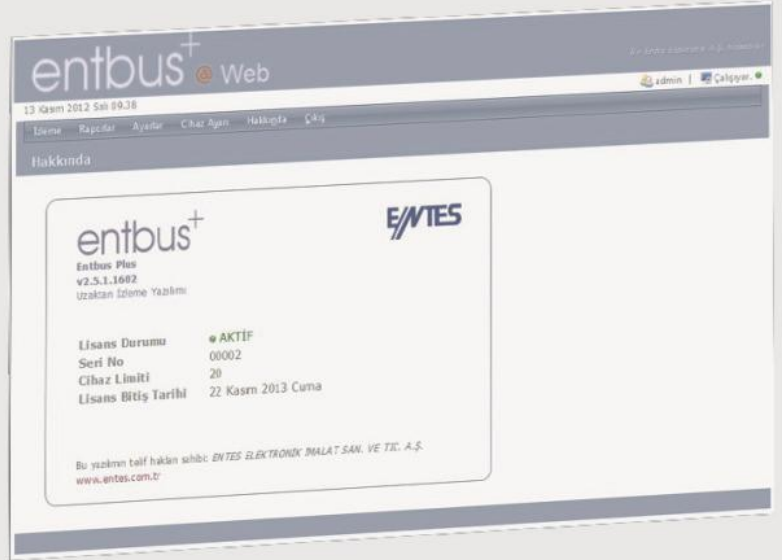 entbus+ @ Web
admin | Çalışıyor.
13 Kasım 2012 Salı 09.38
İzleme Raporlar Ayarlar Cihaz Ayarı Hakkında Çıkış
Hakkında
entbus+
ENTES
Entbus Plus
v2.5.1.1602
Uzaktan İzleme Yazılımı
Lisans Durumu AKTİF
Seri No 00002
Cihaz Limiti 20
Lisans Bitiş Tarihi 22 Kasım 2013 Cuma
Bu yazılımın telif hakları sahibi: ENTES ELEKTRONİK İMALAT SAN. VE TİC. A.Ş.
www.entes.com.tr